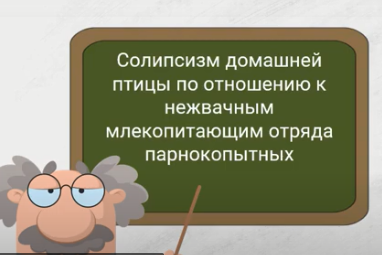 Солипсизм домашней
птицы по отношению к
нежвачным
млекопитающим отряда
парнокопытных